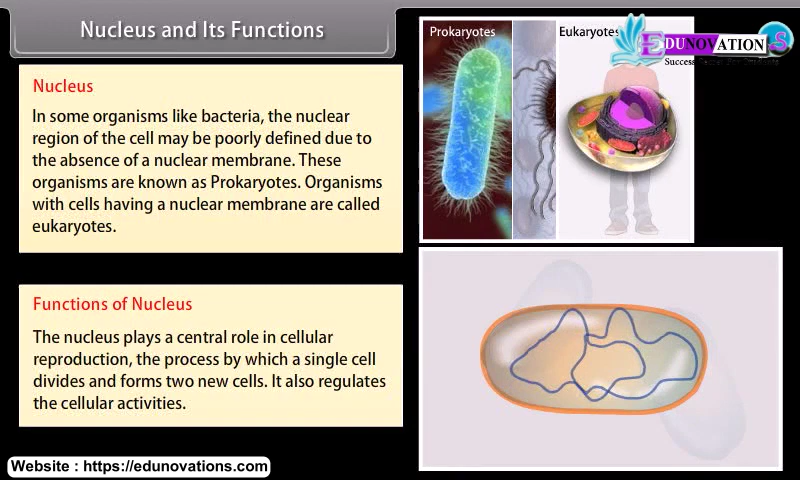 Nucleus and Its Functions
Nucleus
In some organisms like bacteria, the nuclear
region of the cell may be poorly defined due to
the absence of a nuclear membrane. These
organisms are known as Prokaryotes. Organisms
with cells having a nuclear membrane are called
eukaryotes.
Functions of Nucleus
The nucleus plays a central role in cellular
reproduction, the process by which a single cell
divides and forms two new cells. It also regulates
the cellular activities.
Prokaryotes
Eukaryotes
EDUNOVATIONS
Website : https://edunovations.com